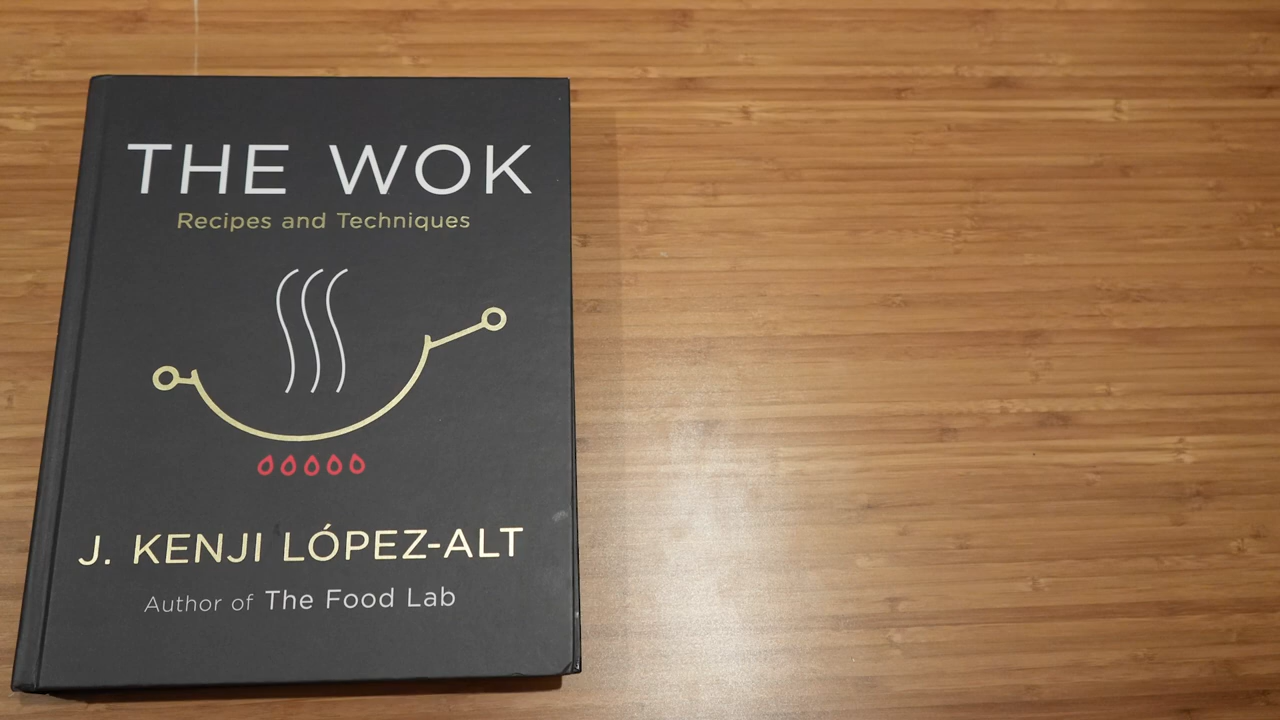 THE WOK
Recipes and Techniques
J. KENJI LÓPEZ-ALT
Author of The Food Lab